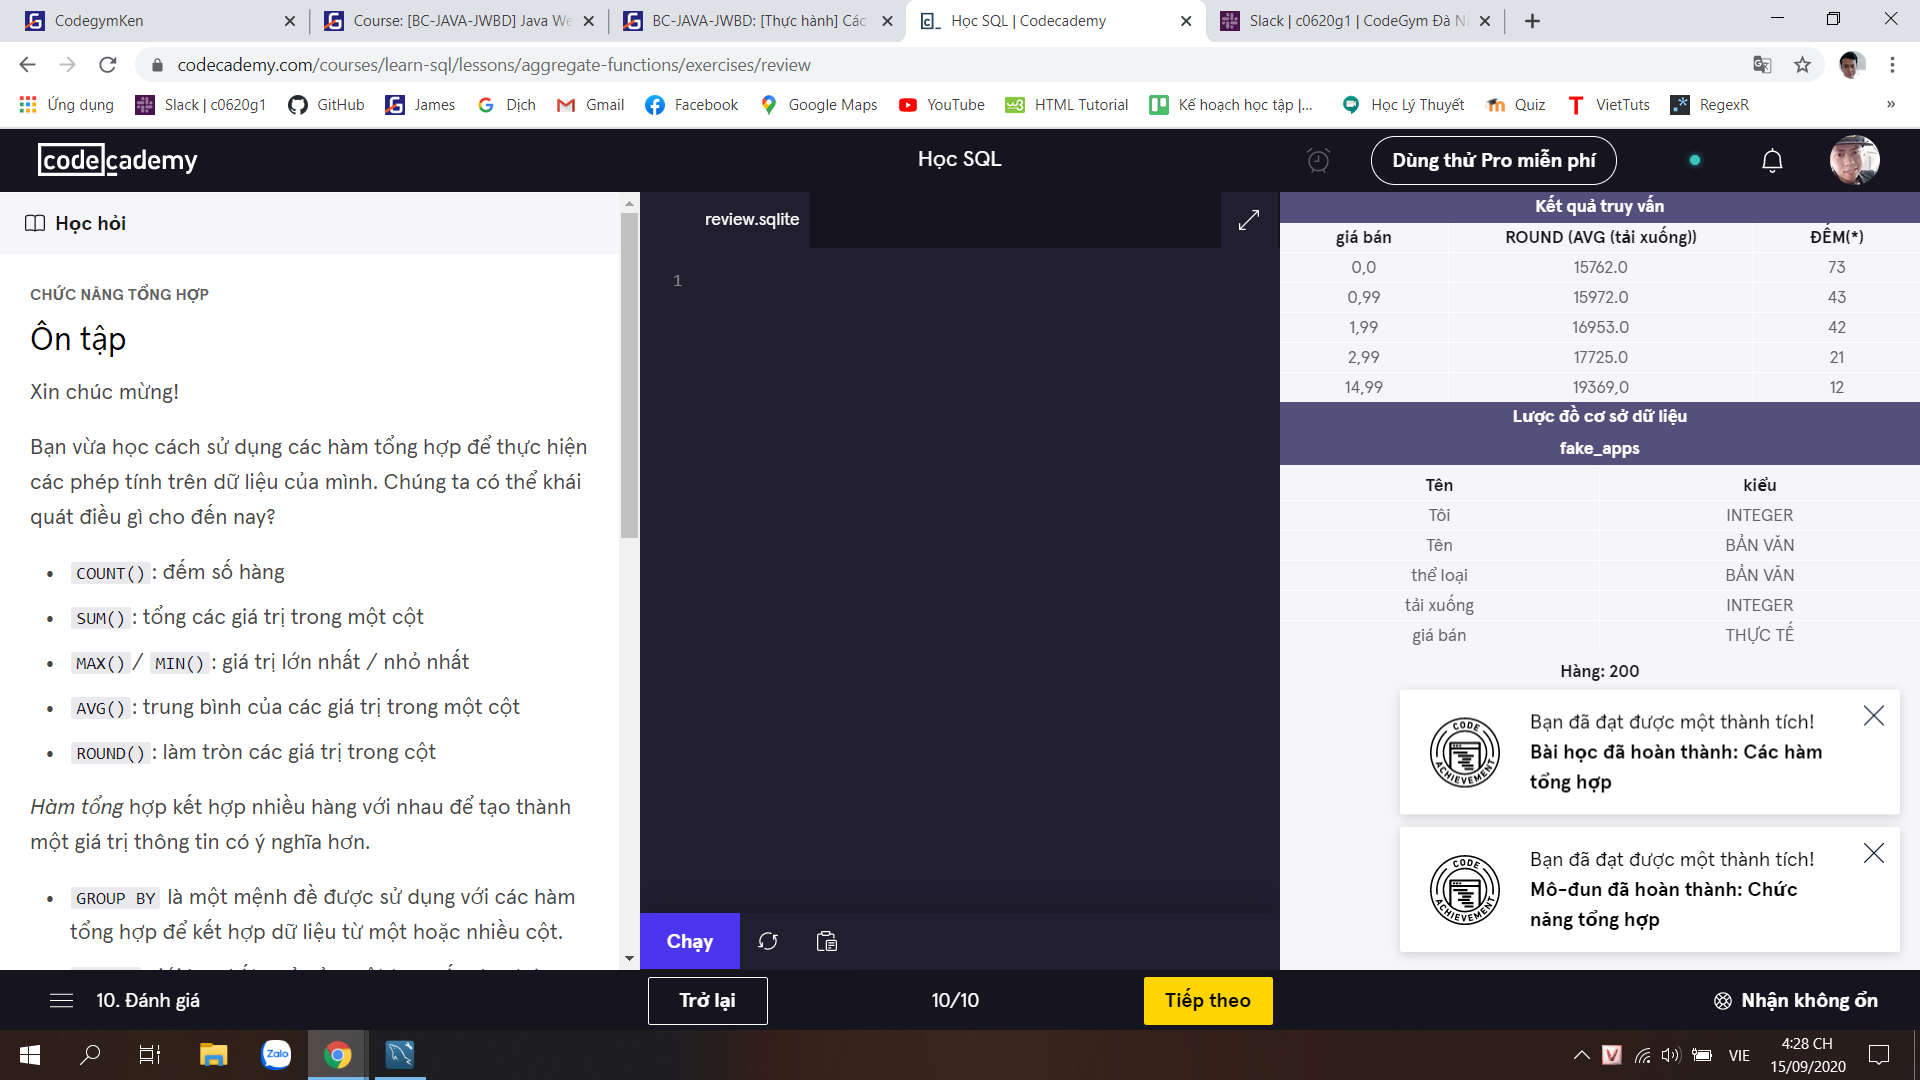 CodegymKen
Course: [BC-JAVA-JWBD] Java We
BC-JAVA-JWBD: [Thực hành] Các
Học SQL | Codecademy
Slack | c0620g1 | CodeGym Đà N
codecademy.com/courses/learn-sql/lessons/aggregate-functions/exercises/review
Ứng dụng
Slack | c0620g1
GitHub
James
Dịch
Gmail
Facebook
Google Maps
YouTube
HTML Tutorial
Kế hoạch học tập |...
Học Lý Thuyết
Quiz
VietTuts
RegexR
»
codecademy
Học SQL
Dùng thử Pro miễn phí
Học hỏi
CHỨC NĂNG TỔNG HỢP
Ôn tập
Xin chúc mừng!
Bạn vừa học cách sử dụng các hàm tổng hợp để thực hiện
các phép tính trên dữ liệu của mình. Chúng ta có thể khái
quát điều gì cho đến nay?
• COUNT() : đếm số hàng
• SUM() : tổng các giá trị trong một cột
• MAX() / MIN() : giá trị lớn nhất / nhỏ nhất
• AVG() : trung bình của các giá trị trong một cột
• ROUND() : làm tròn các giá trị trong cột
Hàm tổng hợp kết hợp nhiều hàng với nhau để tạo thành
một giá trị thông tin có ý nghĩa hơn.
• GROUP BY là một mệnh đề được sử dụng với các hàm
tổng hợp để kết hợp dữ liệu từ một hoặc nhiều cột.
review.sqlite
1
Chạy
Kết quả truy vấn
giá bán ROUND (AVG (tải xuống)) ĐẾM(*)
0,0 15762.0 73
0,99 15972.0 43
1,99 16953.0 42
2,99 17725.0 21
14,99 19369,0 12
Lược đồ cơ sở dữ liệu
fake_apps
Tên kiểu
Tôi INTEGER
Tên BẢN VĂN
thể loại BẢN VĂN
tải xuống INTEGER
giá bán THỰC TẾ
Hàng: 200
CODE ACHIEVEMENT
Bạn đã đạt được một thành tích!
Bài học đã hoàn thành: Các hàm
tổng hợp
CODE ACHIEVEMENT
Bạn đã đạt được một thành tích!
Mô-đun đã hoàn thành: Chức
năng tổng hợp
10. Đánh giá
Trở lại
10/10
Tiếp theo
Nhận không ổn
Zalo
VIE
4:28 CH
15/09/2020